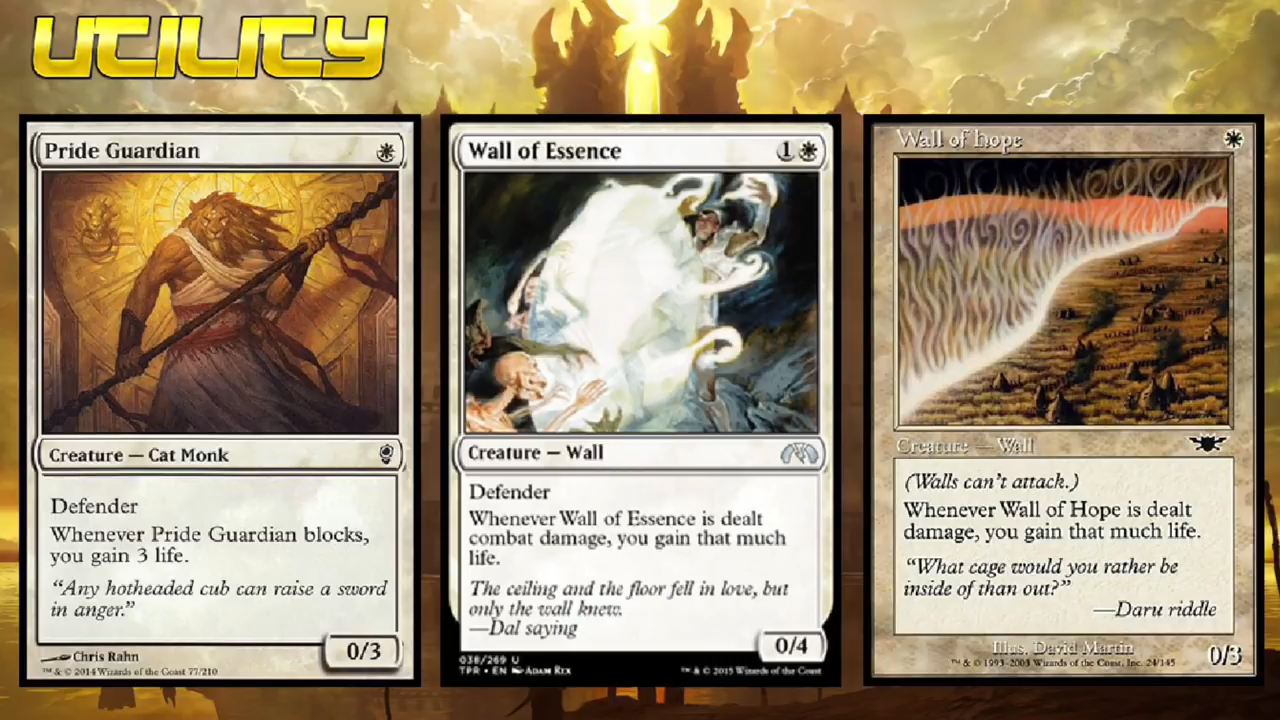 UTILITY
Pride Guardian
Creature — Cat Monk
Defender
Whenever Pride Guardian blocks,
you gain 3 life.
“Any hotheaded cub can raise a sword
in anger.”
0/3
Chris Rahn
™ & © 2014 Wizards of the Coast 77/210
Wall of Essence
1
Creature — Wall
Defender
Whenever Wall of Essence is dealt
combat damage, you gain that much
life.
The ceiling and the floor fell in love, but
only the wall knew.
—Dal saying
0/4
038/269 U
TPR • EN Adam Rex
™ & © 2015 Wizards of the Coast
Wall of Hope
Creature — Wall
(Walls can’t attack.)
Whenever Wall of Hope is dealt
damage, you gain that much life.
“What cage would you rather be
inside of than out?”
—Daru riddle
Illus. David Martin
™ & © 1993-2003 Wizards of the Coast, Inc. 24/145
0/3